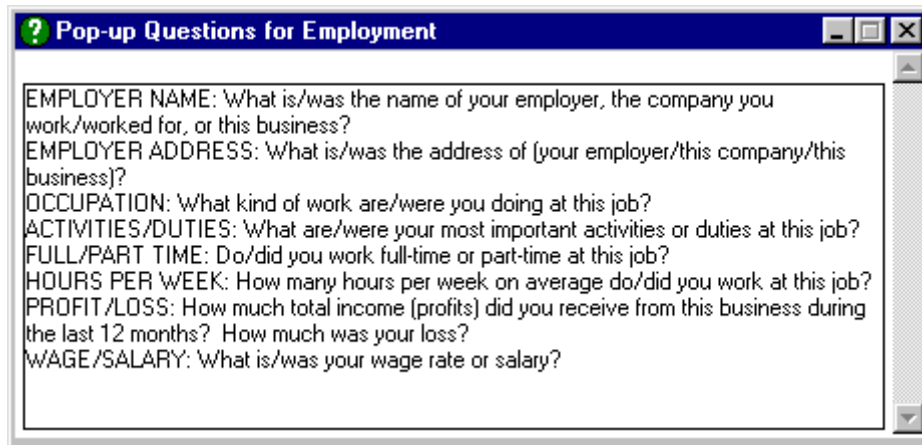 Pop-up Questions for Employment
EMPLOYER NAME: What is/was the name of your employer, the company you
work/worked for, or this business?
EMPLOYER ADDRESS: What is/was the address of (your employer/this company/this
business)?
OCCUPATION: What kind of work are/were you doing at this job?
ACTIVITIES/DUTIES: What are/were your most important activities or duties at this job?
FULL/PART TIME: Do/did you work full-time or part-time at this job?
HOURS PER WEEK: How many hours per week on average do/did you work at this job?
PROFIT/LOSS: How much total income (profits) did you receive from this business during
the last 12 months?  How much was your loss?
WAGE/SALARY: What is/was your wage rate or salary?